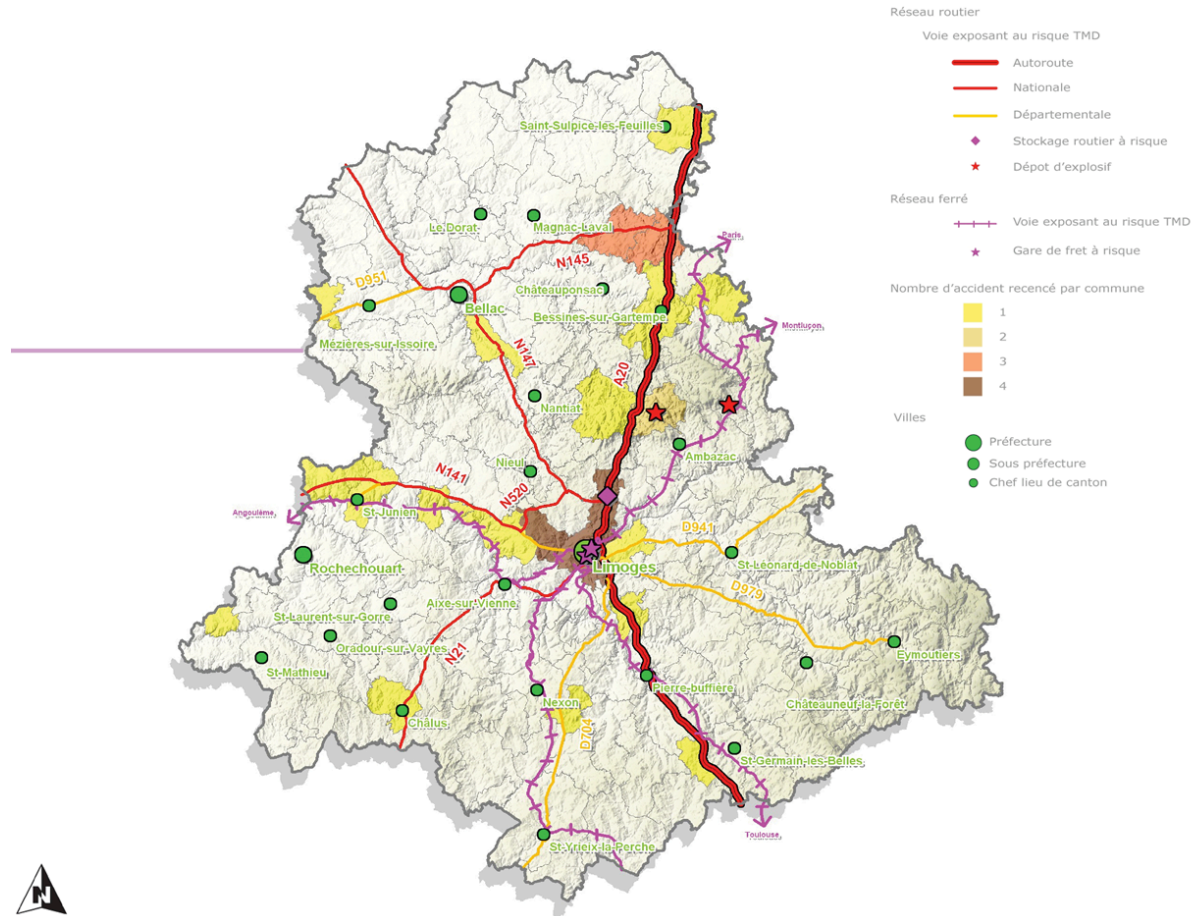 Réseau routier
Voie exposant au risque TMD
Autoroute
Nationale
Départementale
Stockage routier à risque
Dépot d'explosif
Réseau ferré
Voie exposant au risque TMD
Gare de fret à risque
Nombre d'accident recencé par commune
1
2
3
4
Villes
Préfecture
Sous préfecture
Chef lieu de canton
Saint-Sulpice-les-Feuilles
Le Dorat
Magnac-Laval
Paris
N145
D951
Châteauponsac
Bellac
Bessines-sur-Gartempe
Montluçon
Mézières-sur-Issoire
N147
A20
Nantiat
Ambazac
Nieul
N141
N520
Angoulême
St-Junien
D941
Rochechouart
Limoges
St-Léonard-de-Noblat
D979
Aixe-sur-Vienne
St-Laurent-sur-Gorre
Oradour-sur-Vayres
N21
Eymoutiers
St-Mathieu
Pierre-buffière
Nexon
Châteauneuf-la-Forêt
Châlus
D704
St-Germain-les-Belles
Toulouse
St-Yrieix-la-Perche
N